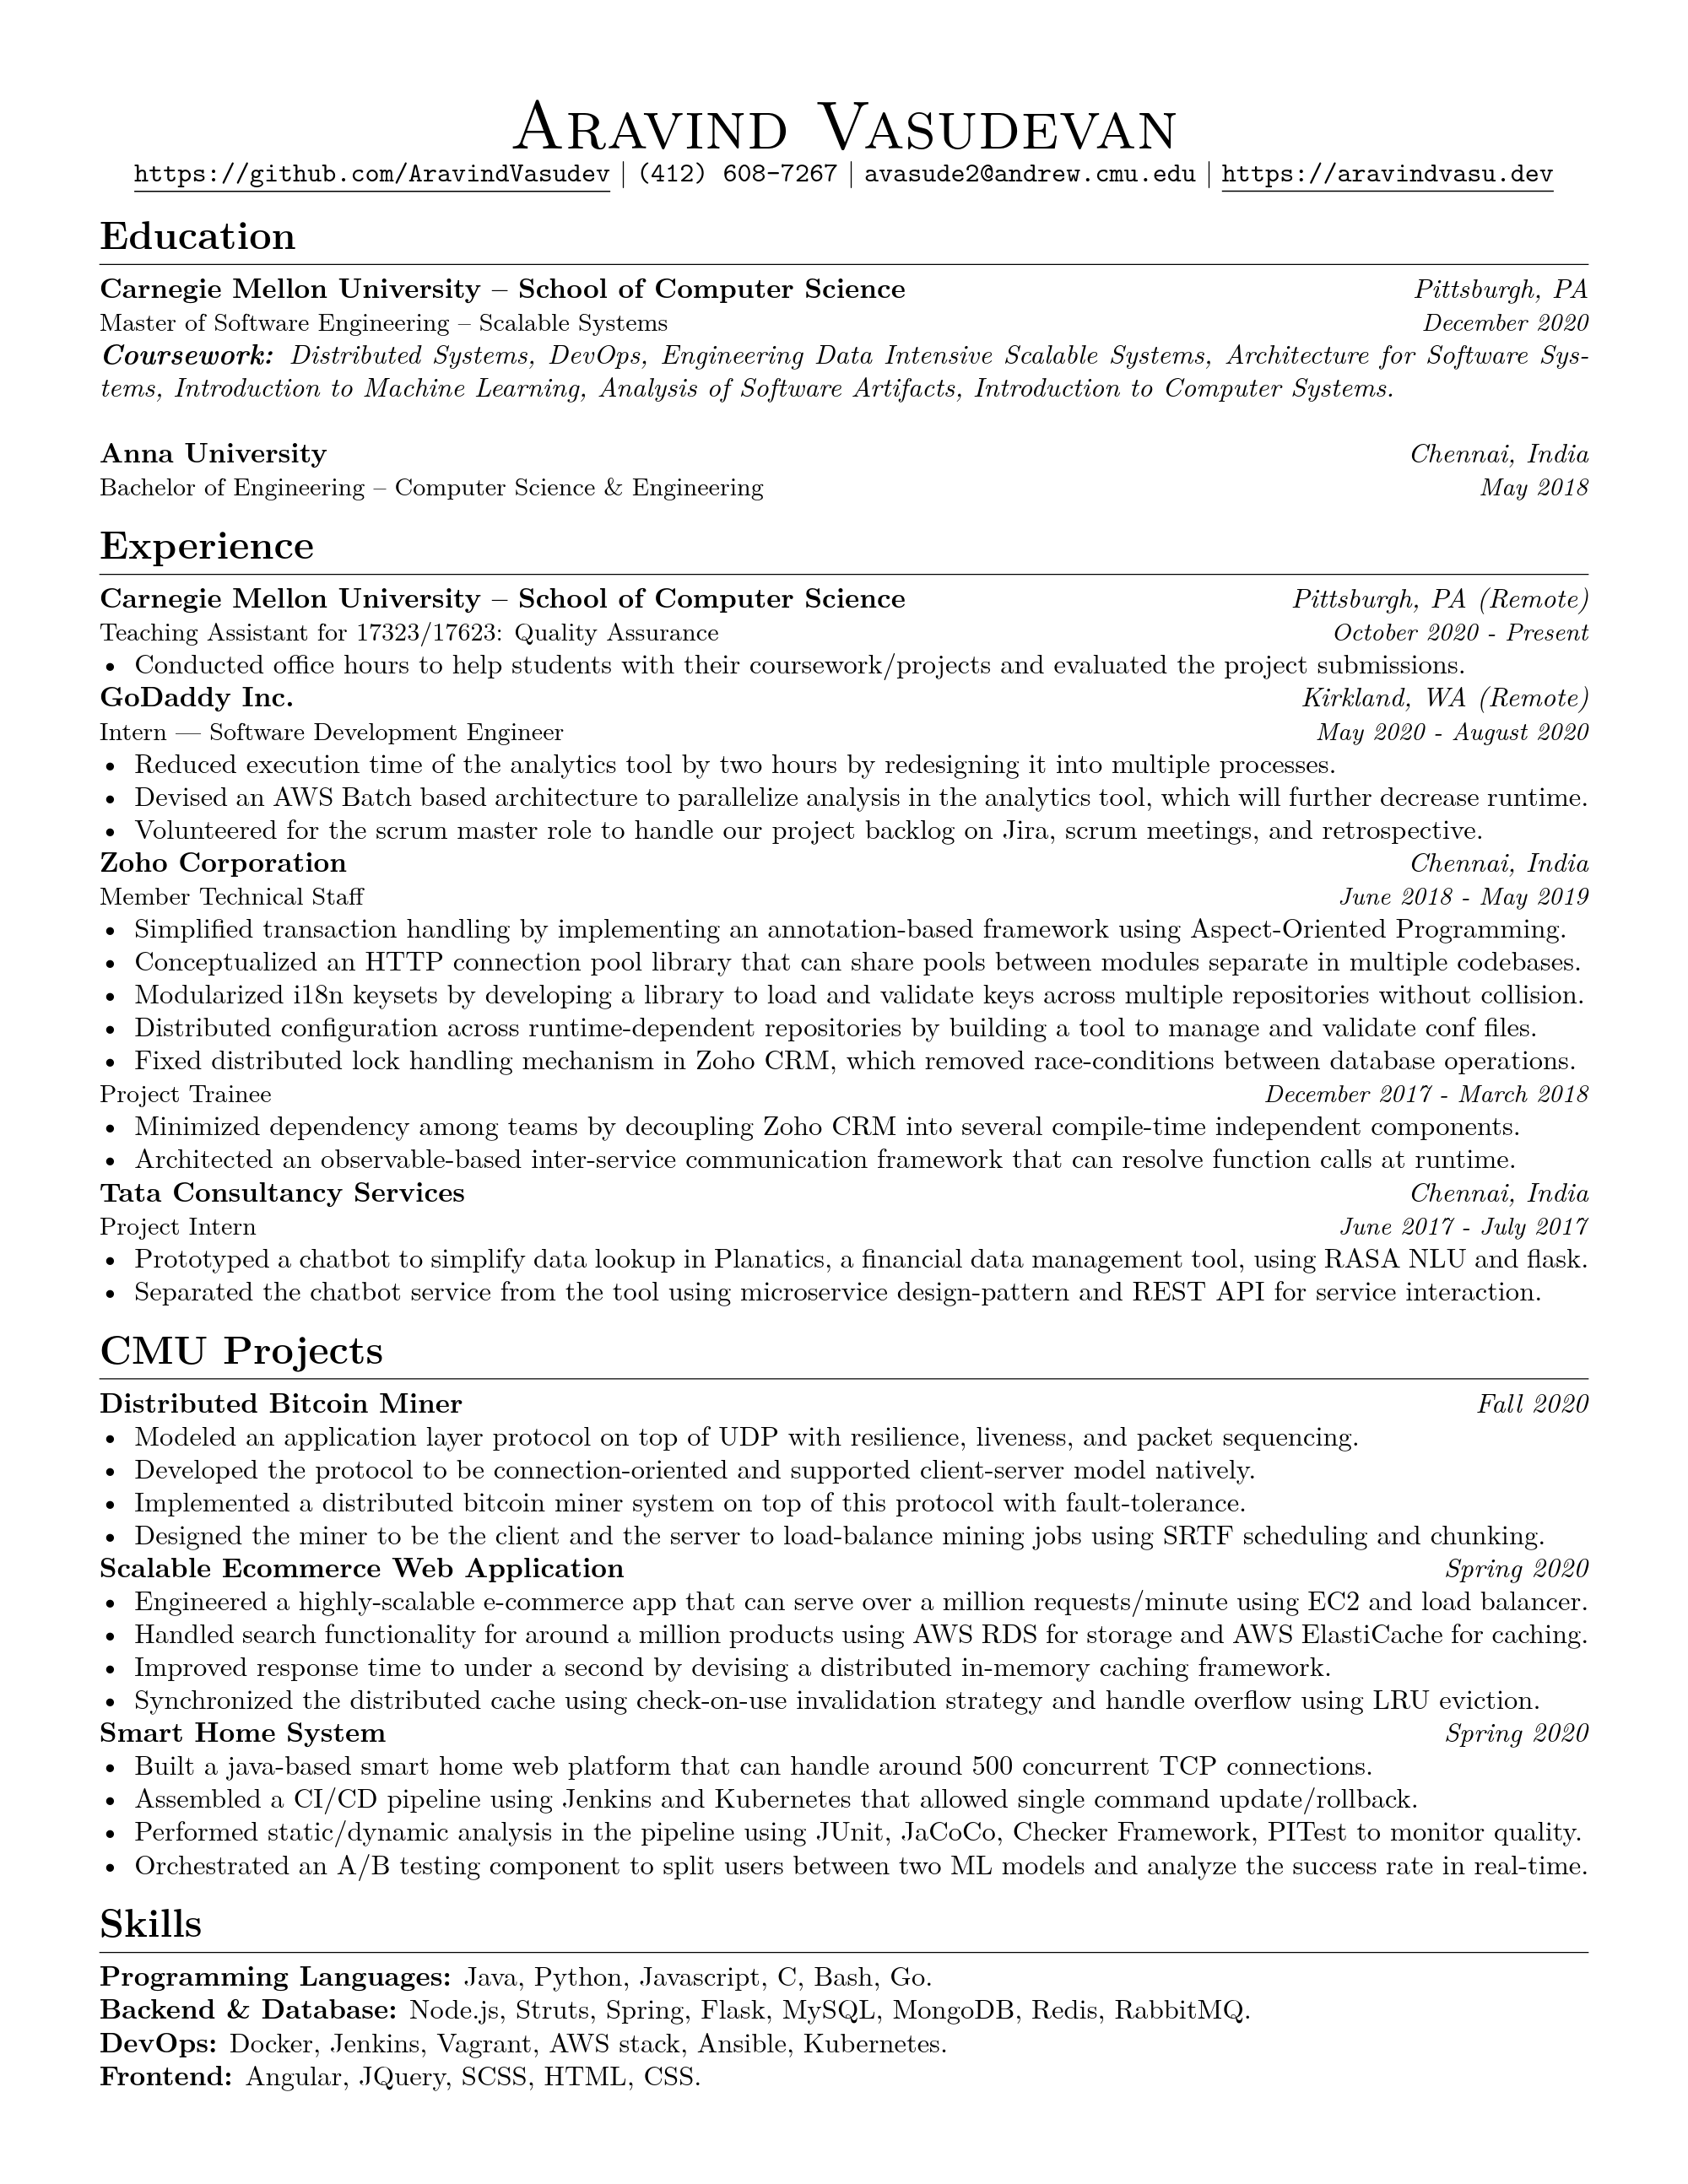 Aravind Vasudevan
https://github.com/AravindVasudev | (412) 608-7267 | avasude2@andrew.cmu.edu | https://aravindvasu.dev
Education
Carnegie Mellon University – School of Computer Science Pittsburgh, PA
Master of Software Engineering – Scalable Systems December 2020
Coursework: Distributed Systems, DevOps, Engineering Data Intensive Scalable Systems, Architecture for Software Sys-
tems, Introduction to Machine Learning, Analysis of Software Artifacts, Introduction to Computer Systems.
Anna University Chennai, India
Bachelor of Engineering – Computer Science & Engineering May 2018
Experience
Carnegie Mellon University – School of Computer Science Pittsburgh, PA (Remote)
Teaching Assistant for 17323/17623: Quality Assurance October 2020 - Present
• Conducted office hours to help students with their coursework/projects and evaluated the project submissions.
GoDaddy Inc. Kirkland, WA (Remote)
Intern — Software Development Engineer May 2020 - August 2020
• Reduced execution time of the analytics tool by two hours by redesigning it into multiple processes.
• Devised an AWS Batch based architecture to parallelize analysis in the analytics tool, which will further decrease runtime.
• Volunteered for the scrum master role to handle our project backlog on Jira, scrum meetings, and retrospective.
Zoho Corporation Chennai, India
Member Technical Staff June 2018 - May 2019
• Simplified transaction handling by implementing an annotation-based framework using Aspect-Oriented Programming.
• Conceptualized an HTTP connection pool library that can share pools between modules separate in multiple codebases.
• Modularized i18n keysets by developing a library to load and validate keys across multiple repositories without collision.
• Distributed configuration across runtime-dependent repositories by building a tool to manage and validate conf files.
• Fixed distributed lock handling mechanism in Zoho CRM, which removed race-conditions between database operations.
Project Trainee December 2017 - March 2018
• Minimized dependency among teams by decoupling Zoho CRM into several compile-time independent components.
• Architected an observable-based inter-service communication framework that can resolve function calls at runtime.
Tata Consultancy Services Chennai, India
Project Intern June 2017 - July 2017
• Prototyped a chatbot to simplify data lookup in Planatics, a financial data management tool, using RASA NLU and flask.
• Separated the chatbot service from the tool using microservice design-pattern and REST API for service interaction.
CMU Projects
Distributed Bitcoin Miner Fall 2020
• Modeled an application layer protocol on top of UDP with resilience, liveness, and packet sequencing.
• Developed the protocol to be connection-oriented and supported client-server model natively.
• Implemented a distributed bitcoin miner system on top of this protocol with fault-tolerance.
• Designed the miner to be the client and the server to load-balance mining jobs using SRTF scheduling and chunking.
Scalable Ecommerce Web Application Spring 2020
• Engineered a highly-scalable e-commerce app that can serve over a million requests/minute using EC2 and load balancer.
• Handled search functionality for around a million products using AWS RDS for storage and AWS ElastiCache for caching.
• Improved response time to under a second by devising a distributed in-memory caching framework.
• Synchronized the distributed cache using check-on-use invalidation strategy and handle overflow using LRU eviction.
Smart Home System Spring 2020
• Built a java-based smart home web platform that can handle around 500 concurrent TCP connections.
• Assembled a CI/CD pipeline using Jenkins and Kubernetes that allowed single command update/rollback.
• Performed static/dynamic analysis in the pipeline using JUnit, JaCoCo, Checker Framework, PITest to monitor quality.
• Orchestrated an A/B testing component to split users between two ML models and analyze the success rate in real-time.
Skills
Programming Languages: Java, Python, Javascript, C, Bash, Go.
Backend & Database: Node.js, Struts, Spring, Flask, MySQL, MongoDB, Redis, RabbitMQ.
DevOps: Docker, Jenkins, Vagrant, AWS stack, Ansible, Kubernetes.
Frontend: Angular, JQuery, SCSS, HTML, CSS.